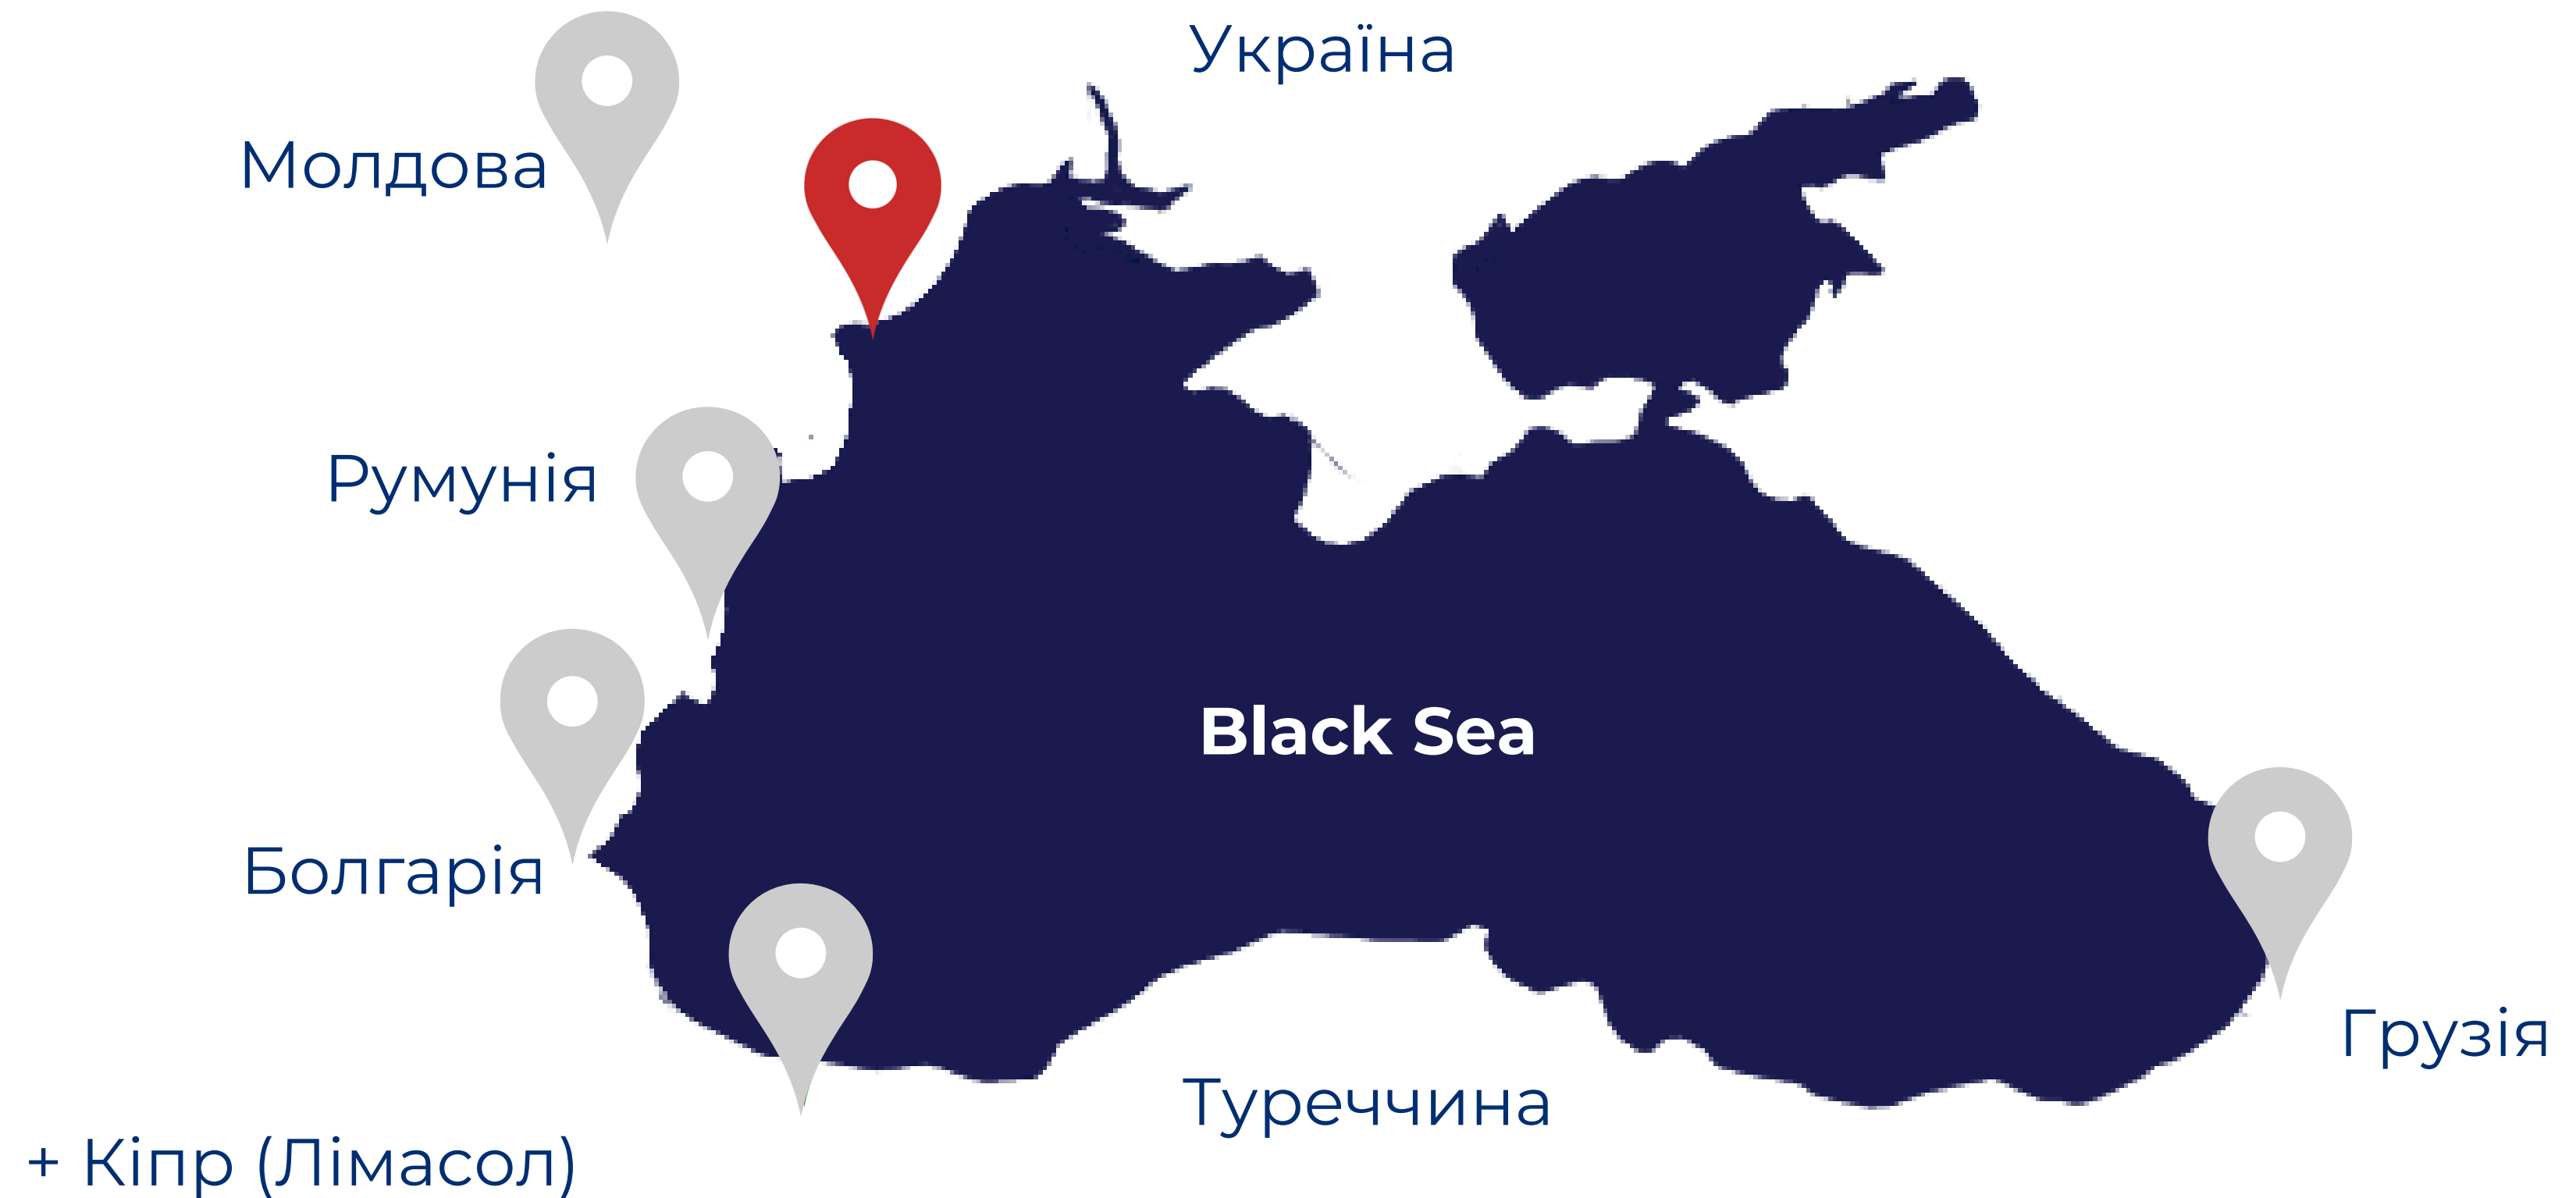 Україна
Молдова
Румунія
Black Sea
Болгарія
Грузія
Туреччина
+ Кіпр (Лімасол)